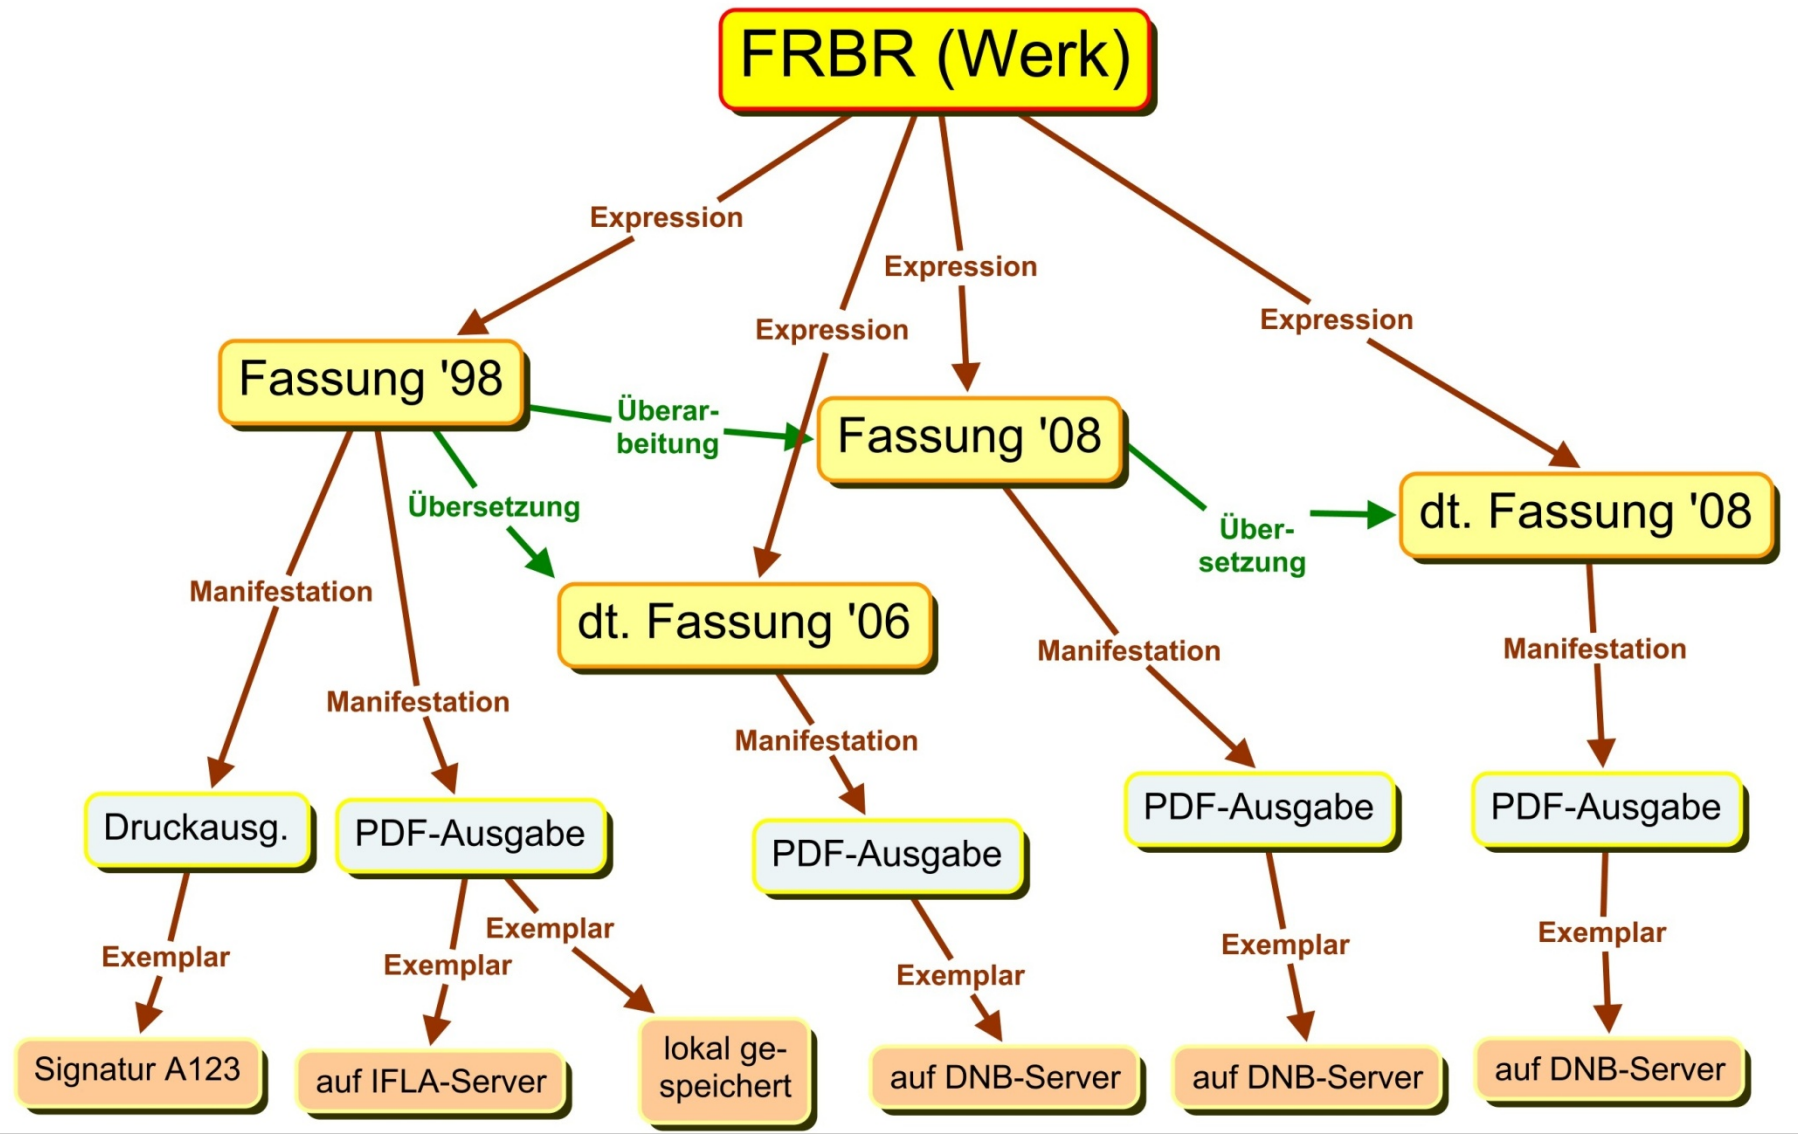 FRBR (Werk)
Expression
Expression
Expression
Expression
Fassung '98
Überar-
beitung
Fassung '08
Übersetzung
Über-
setzung
dt. Fassung '08
Manifestation
dt. Fassung '06
Manifestation
Manifestation
Manifestation
Manifestation
Druckausg.
PDF-Ausgabe
PDF-Ausgabe
PDF-Ausgabe
PDF-Ausgabe
Exemplar
Exemplar
Exemplar
Exemplar
Exemplar
Exemplar
Signatur A123
auf IFLA-Server
lokal ge-
speichert
auf DNB-Server
auf DNB-Server
auf DNB-Server